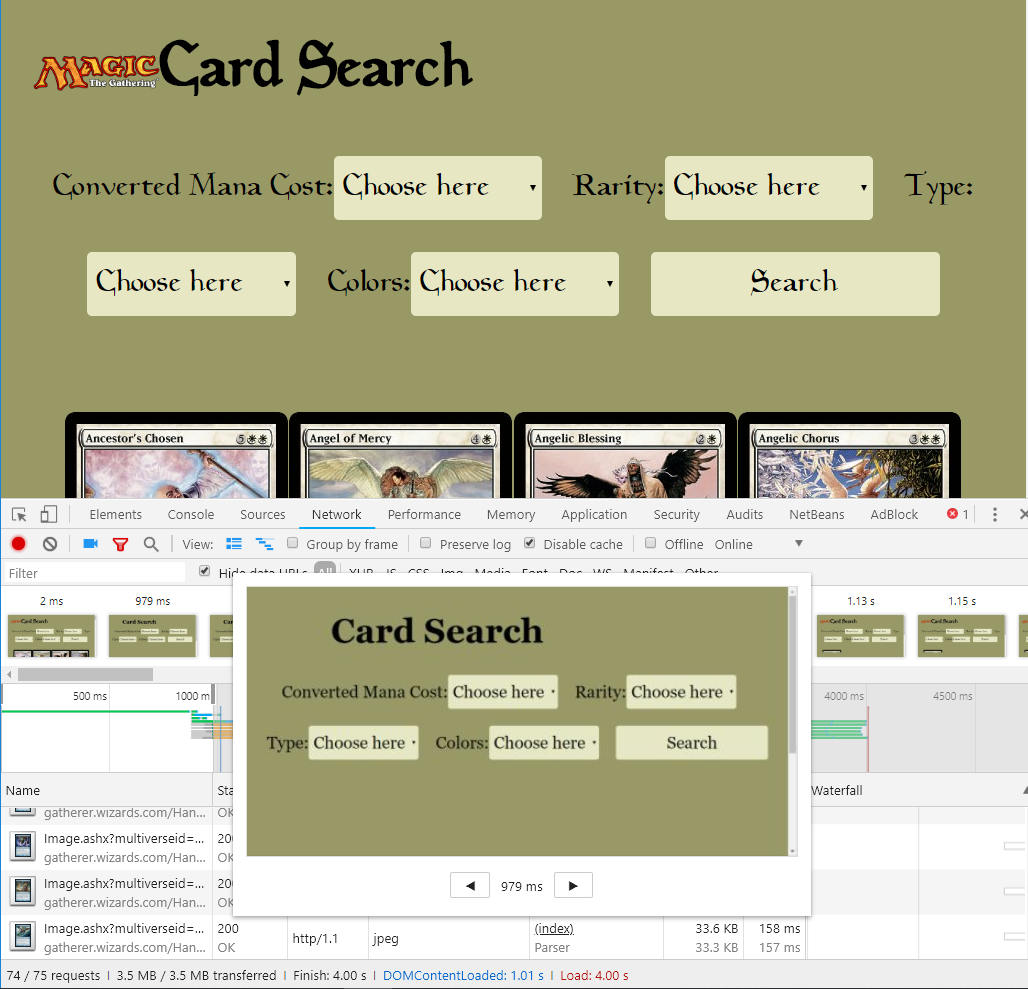 MAGIC The Gathering Card Search
Converted Mana Cost: Choose here Rarity: Choose here Type:
Choose here Colors: Choose here Search
Ancestor's Chosen 5 Angel of Mercy 4 Angelic Blessing 2 Angelic Chorus 3
Elements Console Sources Network Performance Memory Application Security Audits NetBeans AdBlock 1
View: Group by frame Preserve log Disable cache Offline Online
Filter Hide data URLs All XHR JS CSS Img Media Font Doc WS Manifest Other
2 ms 979 ms 1.13 s 1.15 s
Card Search
Converted Mana Cost: Choose here Rarity: Choose here
Type: Choose here Colors: Choose here Search
979 ms
500 ms 1000 m 4000 ms 4500 ms
Name Sta Waterfall
gatherer.wizards.com/Han... OK
Image.ashx?multiverseid=... 200
gatherer.wizards.com/Han... OK
Image.ashx?multiverseid=... 200
gatherer.wizards.com/Han... OK
Image.ashx?multiverseid=... 200 http/1.1 jpeg (index) 33.6 KB 158 ms
gatherer.wizards.com/Han... OK Parser 33.3 KB 157 ms
74 / 75 requests | 3.5 MB / 3.5 MB transferred | Finish: 4.00 s | DOMContentLoaded: 1.01 s | Load: 4.00 s